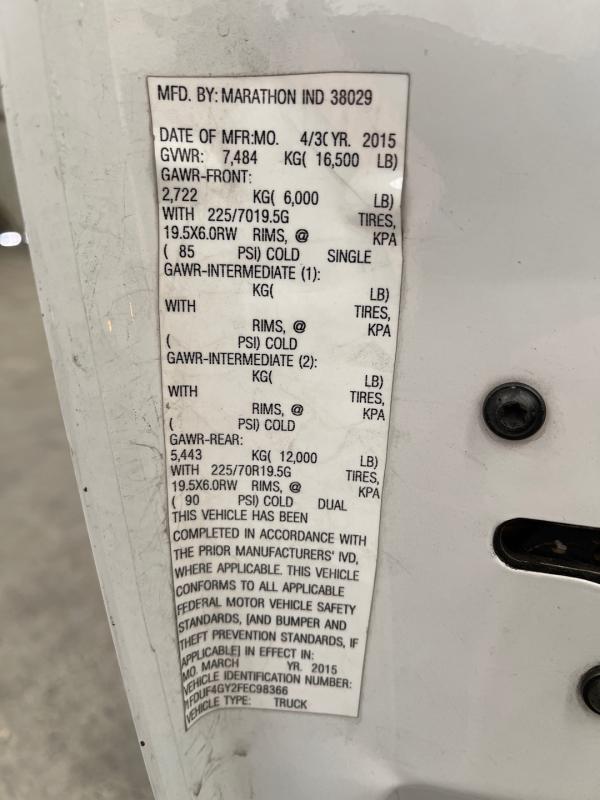 MFD. BY: MARATHON IND 38029
DATE OF MFR:MO. 4/30 YR. 2015
GVWR: 7,484 KG( 16,500 LB)
GAWR-FRONT:
2,722 KG( 6,000 LB)
WITH 225/7019.5G TIRES,
19.5X6.0RW RIMS, @ KPA
( 85 PSI) COLD SINGLE
GAWR-INTERMEDIATE (1):
KG( LB)
WITH TIRES,
RIMS, @ KPA
( PSI) COLD
GAWR-INTERMEDIATE (2):
KG( LB)
WITH TIRES,
RIMS, @ KPA
( PSI) COLD
GAWR-REAR:
5,443 KG( 12,000 LB)
WITH 225/70R19.5G TIRES,
19.5X6.0RW RIMS, @ KPA
( 90 PSI) COLD DUAL
THIS VEHICLE HAS BEEN
COMPLETED IN ACCORDANCE WITH
THE PRIOR MANUFACTURERS' IVD,
WHERE APPLICABLE. THIS VEHICLE
CONFORMS TO ALL APPLICABLE
FEDERAL MOTOR VEHICLE SAFETY
STANDARDS, [AND BUMPER AND
THEFT PREVENTION STANDARDS, IF
APPLICABLE] IN EFFECT IN:
MO. MARCH YR. 2015
VEHICLE IDENTIFICATION NUMBER:
1FDUF4GY2FEC98366
VEHICLE TYPE: TRUCK